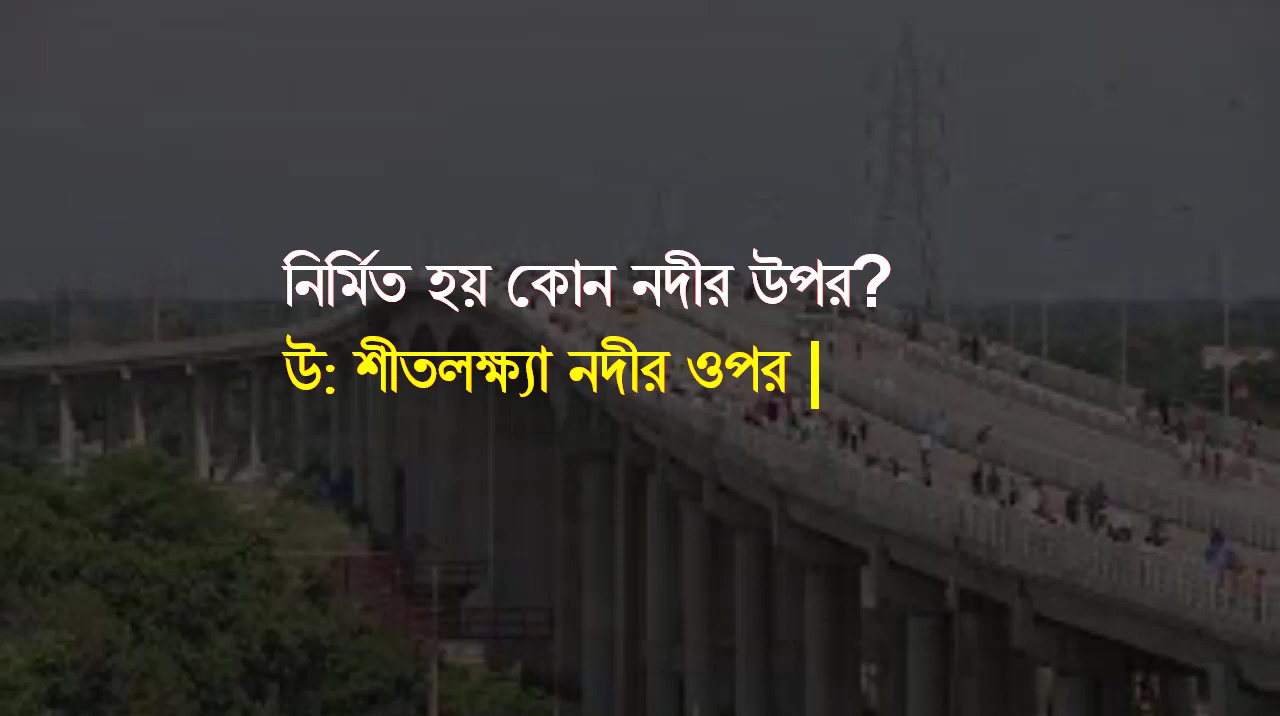 নির্মিত হয় কোন নদীর উপর?
উ: শীতলক্ষ্যা নদীর ওপর |